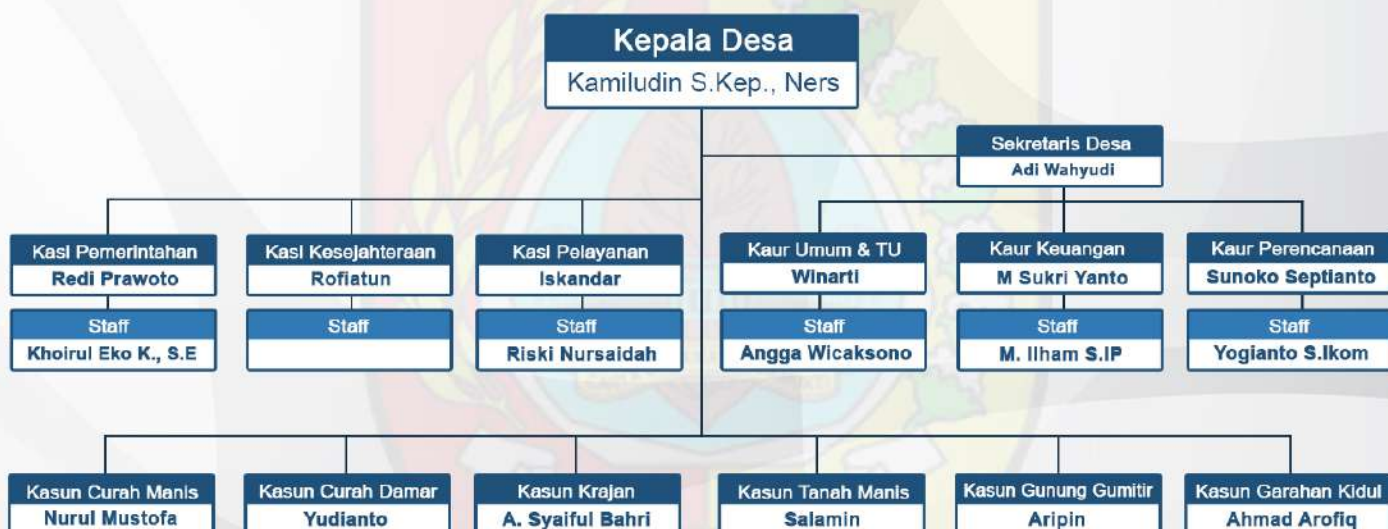 Kepala Desa
Kamiludin S.Kep., Ners
Sekretaris Desa
Adi Wahyudi
Kasi Pemerintahan
Redi Prawoto
Kasi Kesejahteraan
Rofiatun
Kasi Pelayanan
Iskandar
Kaur Umum & TU
Winarti
Kaur Keuangan
M Sukri Yanto
Kaur Perencanaan
Sunoko Septianto
Staff
Khoirul Eko K., S.E
Staff
Staff
Riski Nursaidah
Staff
Angga Wicaksono
Staff
M. Ilham S.IP
Staff
Yogianto S.Ikom
Kasun Curah Manis
Nurul Mustofa
Kasun Curah Damar
Yudianto
Kasun Krajan
A. Syaiful Bahri
Kasun Tanah Manis
Salamin
Kasun Gunung Gumitir
Aripin
Kasun Garahan Kidul
Ahmad Arofiq